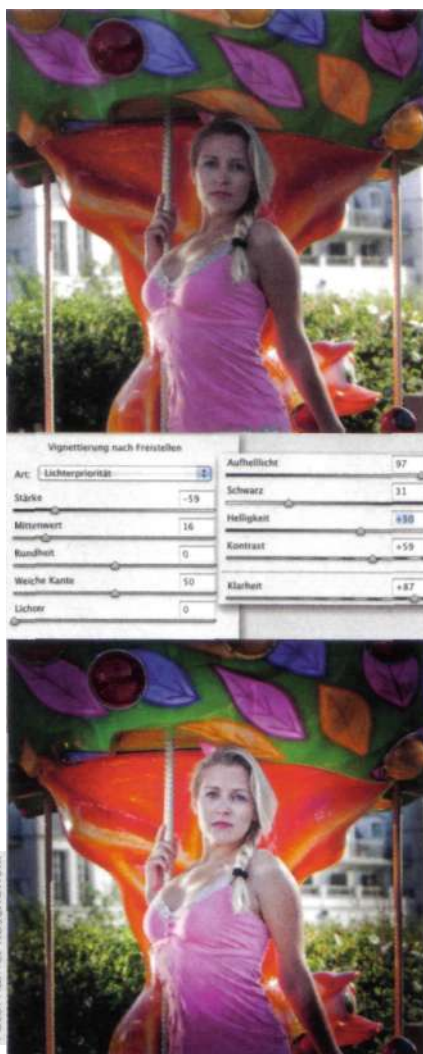 Vignettierung nach Freistellen
Art: Lichterpriorität
Stärke -59
Mittenwert 16
Rundheit 0
Weiche Kante 50
Lichter 0
Aufhelllicht 97
Schwarz 31
Helligkeit +30
Kontrast +59
Klarheit +87